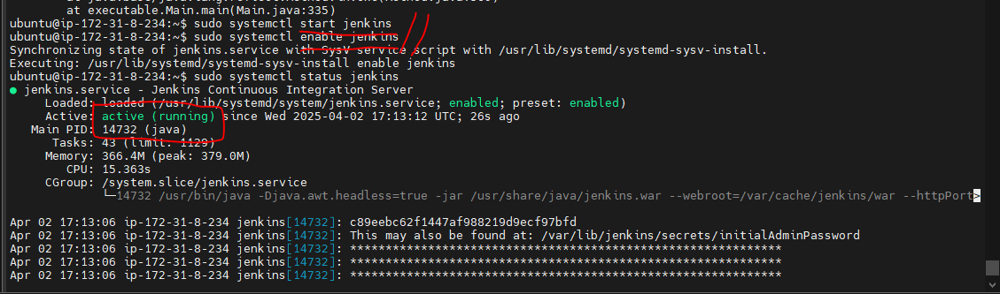 at executable.Main.main(Main.java:335)
ubuntu@ip-172-31-8-234:~$ sudo systemctl start jenkins
ubuntu@ip-172-31-8-234:~$ sudo systemctl enable jenkins
Synchronizing state of jenkins.service with SysV service script with /usr/lib/systemd/systemd-sysv-install.
Executing: /usr/lib/systemd/systemd-sysv-install enable jenkins
ubuntu@ip-172-31-8-234:~$ sudo systemctl status jenkins
● jenkins.service - Jenkins Continuous Integration Server
Loaded: loaded (/usr/lib/systemd/system/jenkins.service; enabled; preset: enabled)
Active: active (running) since Wed 2025-04-02 17:13:12 UTC; 26s ago
Main PID: 14732 (java)
Tasks: 43 (limit: 1129)
Memory: 366.4M (peak: 379.0M)
CPU: 15.363s
CGroup: /system.slice/jenkins.service
└─14732 /usr/bin/java -Djava.awt.headless=true -jar /usr/share/java/jenkins.war --webroot=/var/cache/jenkins/war --httpPort>
Apr 02 17:13:06 ip-172-31-8-234 jenkins[14732]: c89eebc62f1447af988219d9ecf97bfd
Apr 02 17:13:06 ip-172-31-8-234 jenkins[14732]: This may also be found at: /var/lib/jenkins/secrets/initialAdminPassword
Apr 02 17:13:06 ip-172-31-8-234 jenkins[14732]: *************************************************************
Apr 02 17:13:06 ip-172-31-8-234 jenkins[14732]: *************************************************************
Apr 02 17:13:06 ip-172-31-8-234 jenkins[14732]: *************************************************************